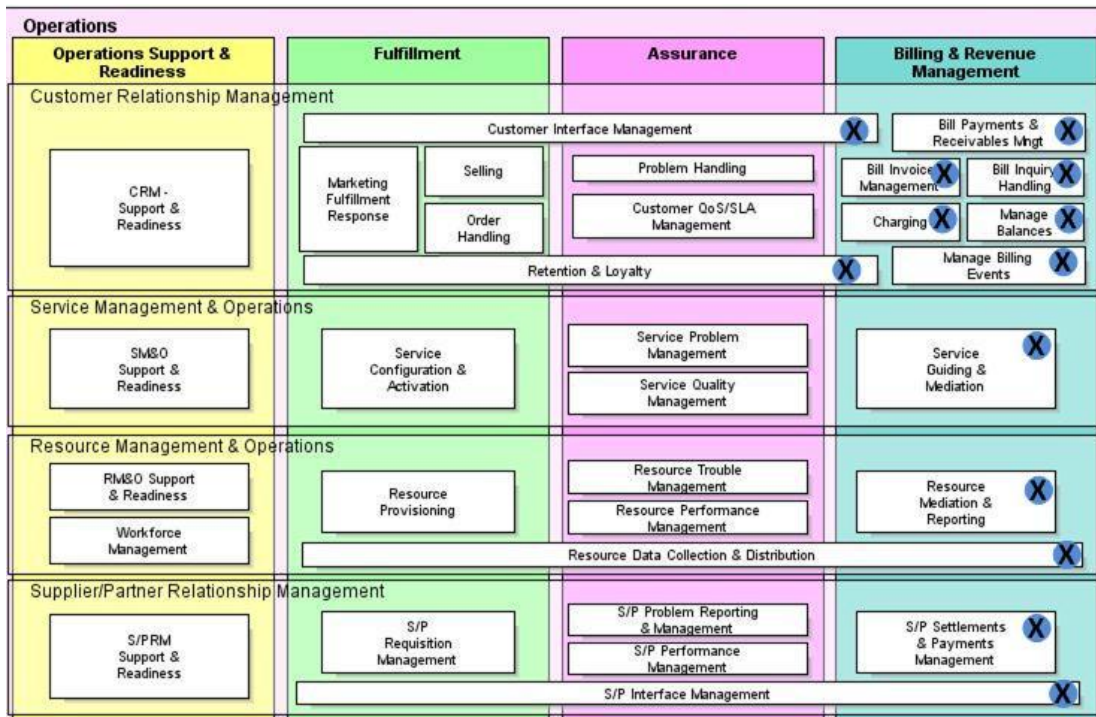 Operations
Operations Support &
Readiness
Fulfillment
Assurance
Billing & Revenue
Management
Customer Relationship Management
CRM -
Support &
Readiness
Customer Interface Management
X
Marketing
Fulfillment
Response
Selling
Order
Handling
Problem Handling
Customer QoS/SLA
Management
Retention & Loyalty
X
Bill Payments &
Receivables Mngt
X
Bill Invoice
Management
X
Bill Inquiry
Handling
X
Charging
X
Manage
Balances
X
Manage Billing
Events
X
Service Management & Operations
SM&O
Support &
Readiness
Service
Configuration &
Activation
Service Problem
Management
Service Quality
Management
Service
Guiding &
Mediation
X
Resource Management & Operations
RM&O Support
& Readiness
Workforce
Management
Resource
Provisioning
Resource Trouble
Management
Resource Performance
Management
Resource
Mediation &
Reporting
X
Resource Data Collection & Distribution
X
Supplier/Partner Relationship Management
S/PRM
Support &
Readiness
S/P
Requisition
Management
S/P Problem Reporting
& Management
S/P Performance
Management
S/P Settlements
& Payments
Management
X
S/P Interface Management
X